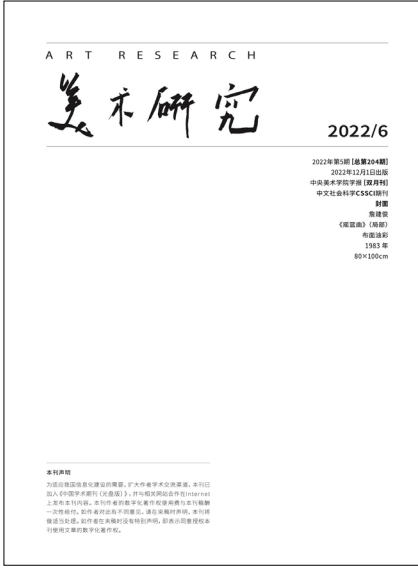 ART RESEARCH
美术研究
2022/6
2022年第5期 [总第204期]
2022年12月1日出版
中央美术学院学报 [双月刊]
中文社会科学CSSCI期刊
封面
詹建俊
《摇篮曲》（局部）
布面油彩
1983 年
80×100cm
本刊声明
为适应我国信息化建设的需要，扩大作者学术交流渠道，本刊已
加入《中国学术期刊（光盘版）》，并与相关网站合作在Internet
上发布本刊内容。如作者的数字化著作权使用费与本刊稿酬
一次性给付。如作者对此有不同意见，请在来稿时声明，本刊将
做适当处理。如作者在来稿时没有特别声明，即表示同意授权本
刊使用文章的数字化著作权。